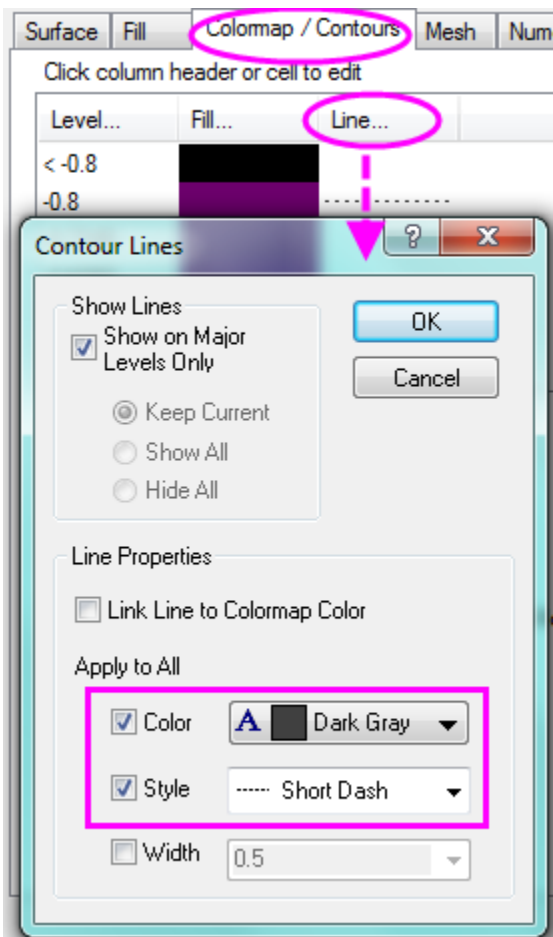 Surface Fill Colormap / Contours Mesh Num
Click column header or cell to edit
Level... Fill... Line...
< -0.8
-0.8
Contour Lines
?
Show Lines
Show on Major
Levels Only
OK
Cancel
Keep Current
Show All
Hide All
Line Properties
Link Line to Colormap Color
Apply to All
Color A Dark Gray
Style Short Dash
Width 0.5